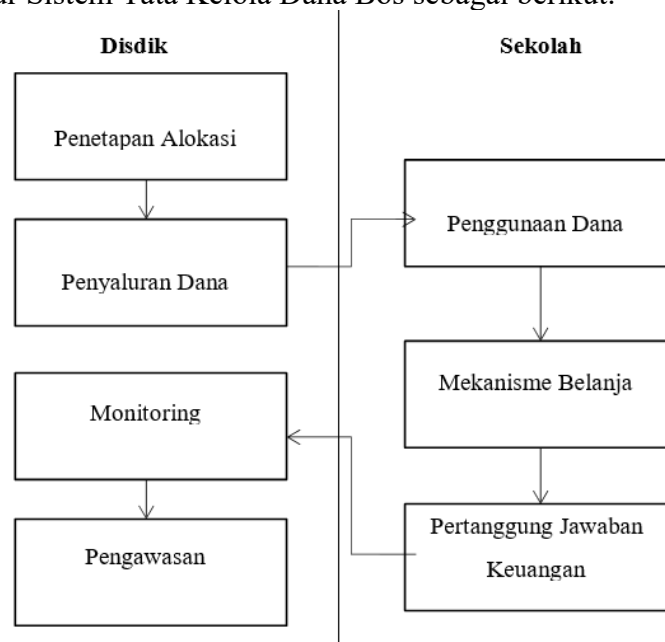 Sistem Tata Kelola Dana Bos sebagai berikut:
Disdik
Sekolah
Penetapan Alokasi
Penyaluran Dana
Penggunaan Dana
Mekanisme Belanja
Monitoring
Pertanggung Jawaban
Keuangan
Pengawasan